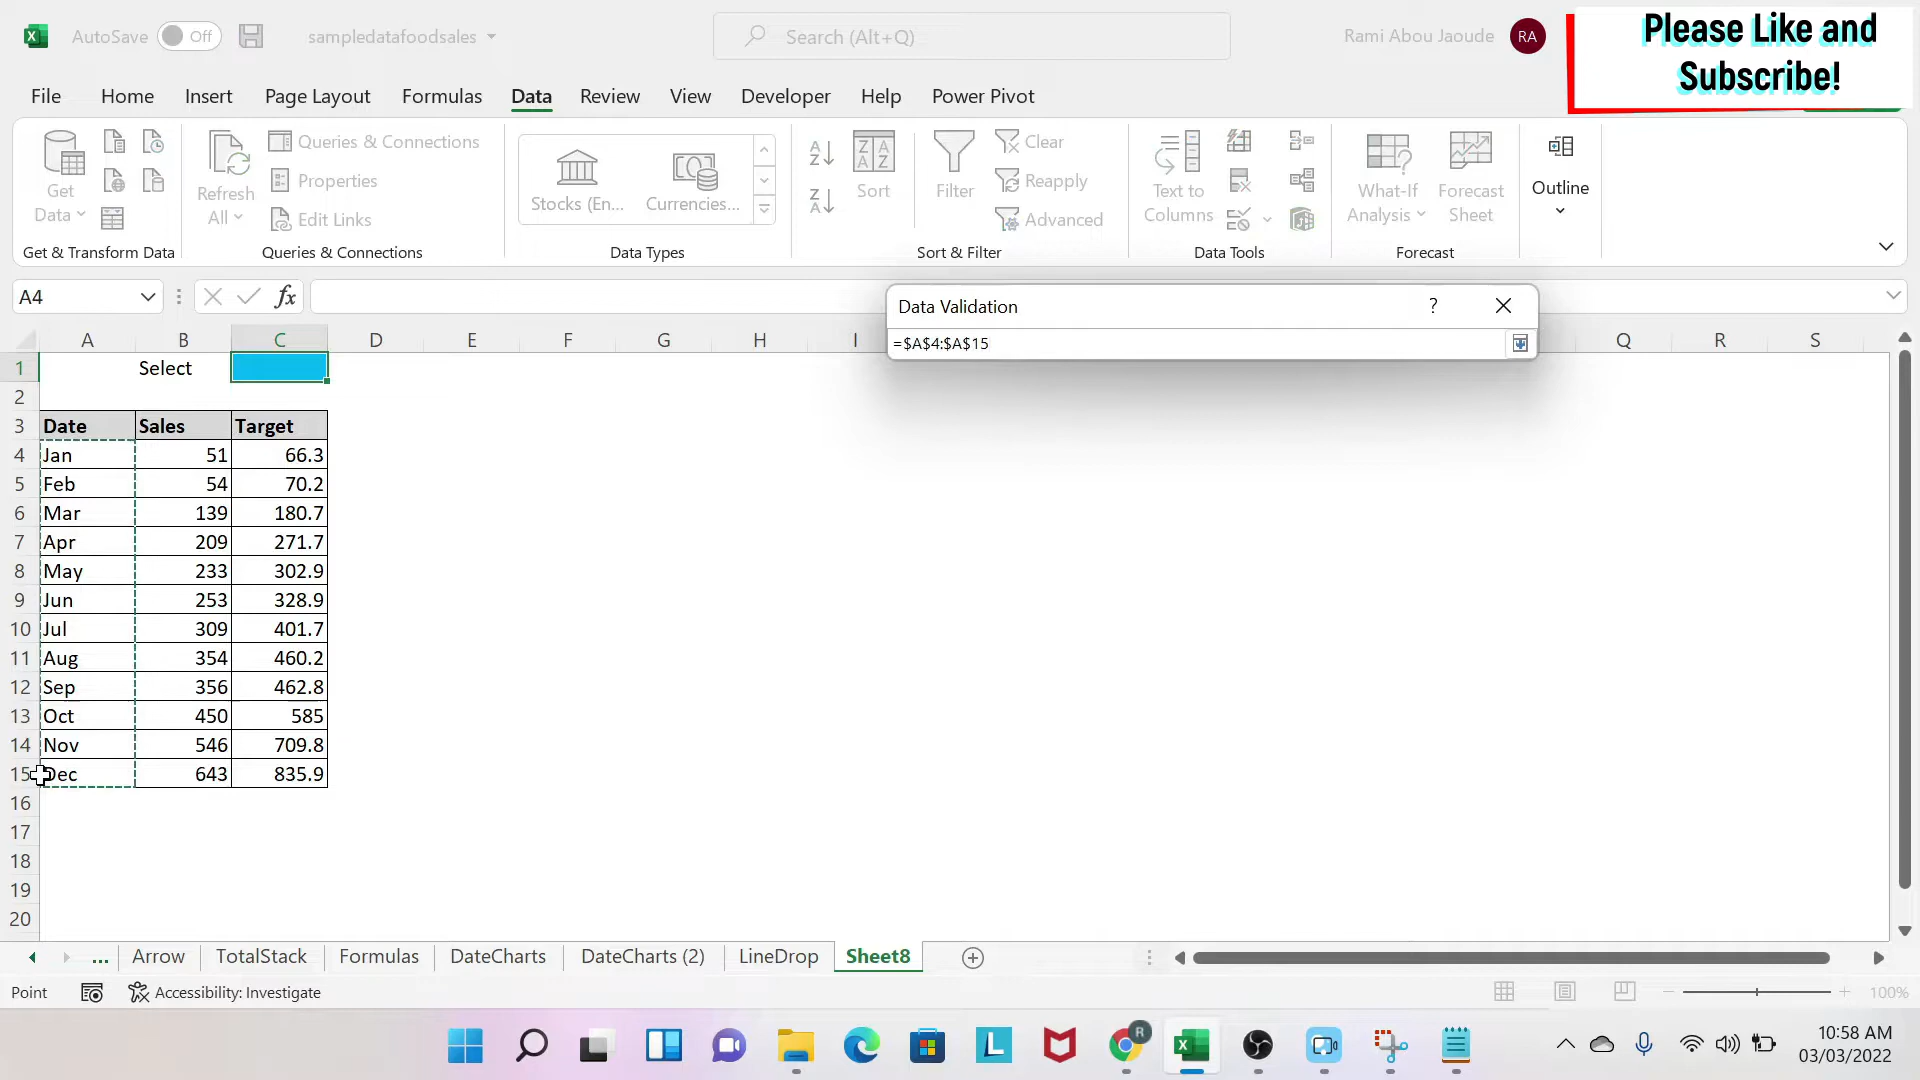 AutoSave Off sampledatafoodsales Search (Alt+Q) Rami Abou Jaoude RA
Please Like and
Subscribe!
File Home Insert Page Layout Formulas Data Review View Developer Help Power Pivot
Get
Data
Refresh
All
Queries & Connections
Properties
Edit Links
Stocks (En... Currencies...
Sort
Filter
Clear
Reapply
Advanced
Text to
Columns
What-If
Analysis
Forecast
Sheet
Outline
Get & Transform Data Queries & Connections Data Types Sort & Filter Data Tools Forecast
A4 fx
Data Validation ?
=$A$4:$A$15
A B C D E F G H I Q R S
1 Select
2
3 Date Sales Target
4 Jan 51 66.3
5 Feb 54 70.2
6 Mar 139 180.7
7 Apr 209 271.7
8 May 233 302.9
9 Jun 253 328.9
10 Jul 309 401.7
11 Aug 354 460.2
12 Sep 356 462.8
13 Oct 450 585
14 Nov 546 709.8
15 Dec 643 835.9
16
17
18
19
20
... Arrow TotalStack Formulas DateCharts DateCharts (2) LineDrop Sheet8
Point Accessibility: Investigate 100%
R
10:58 AM
03/03/2022